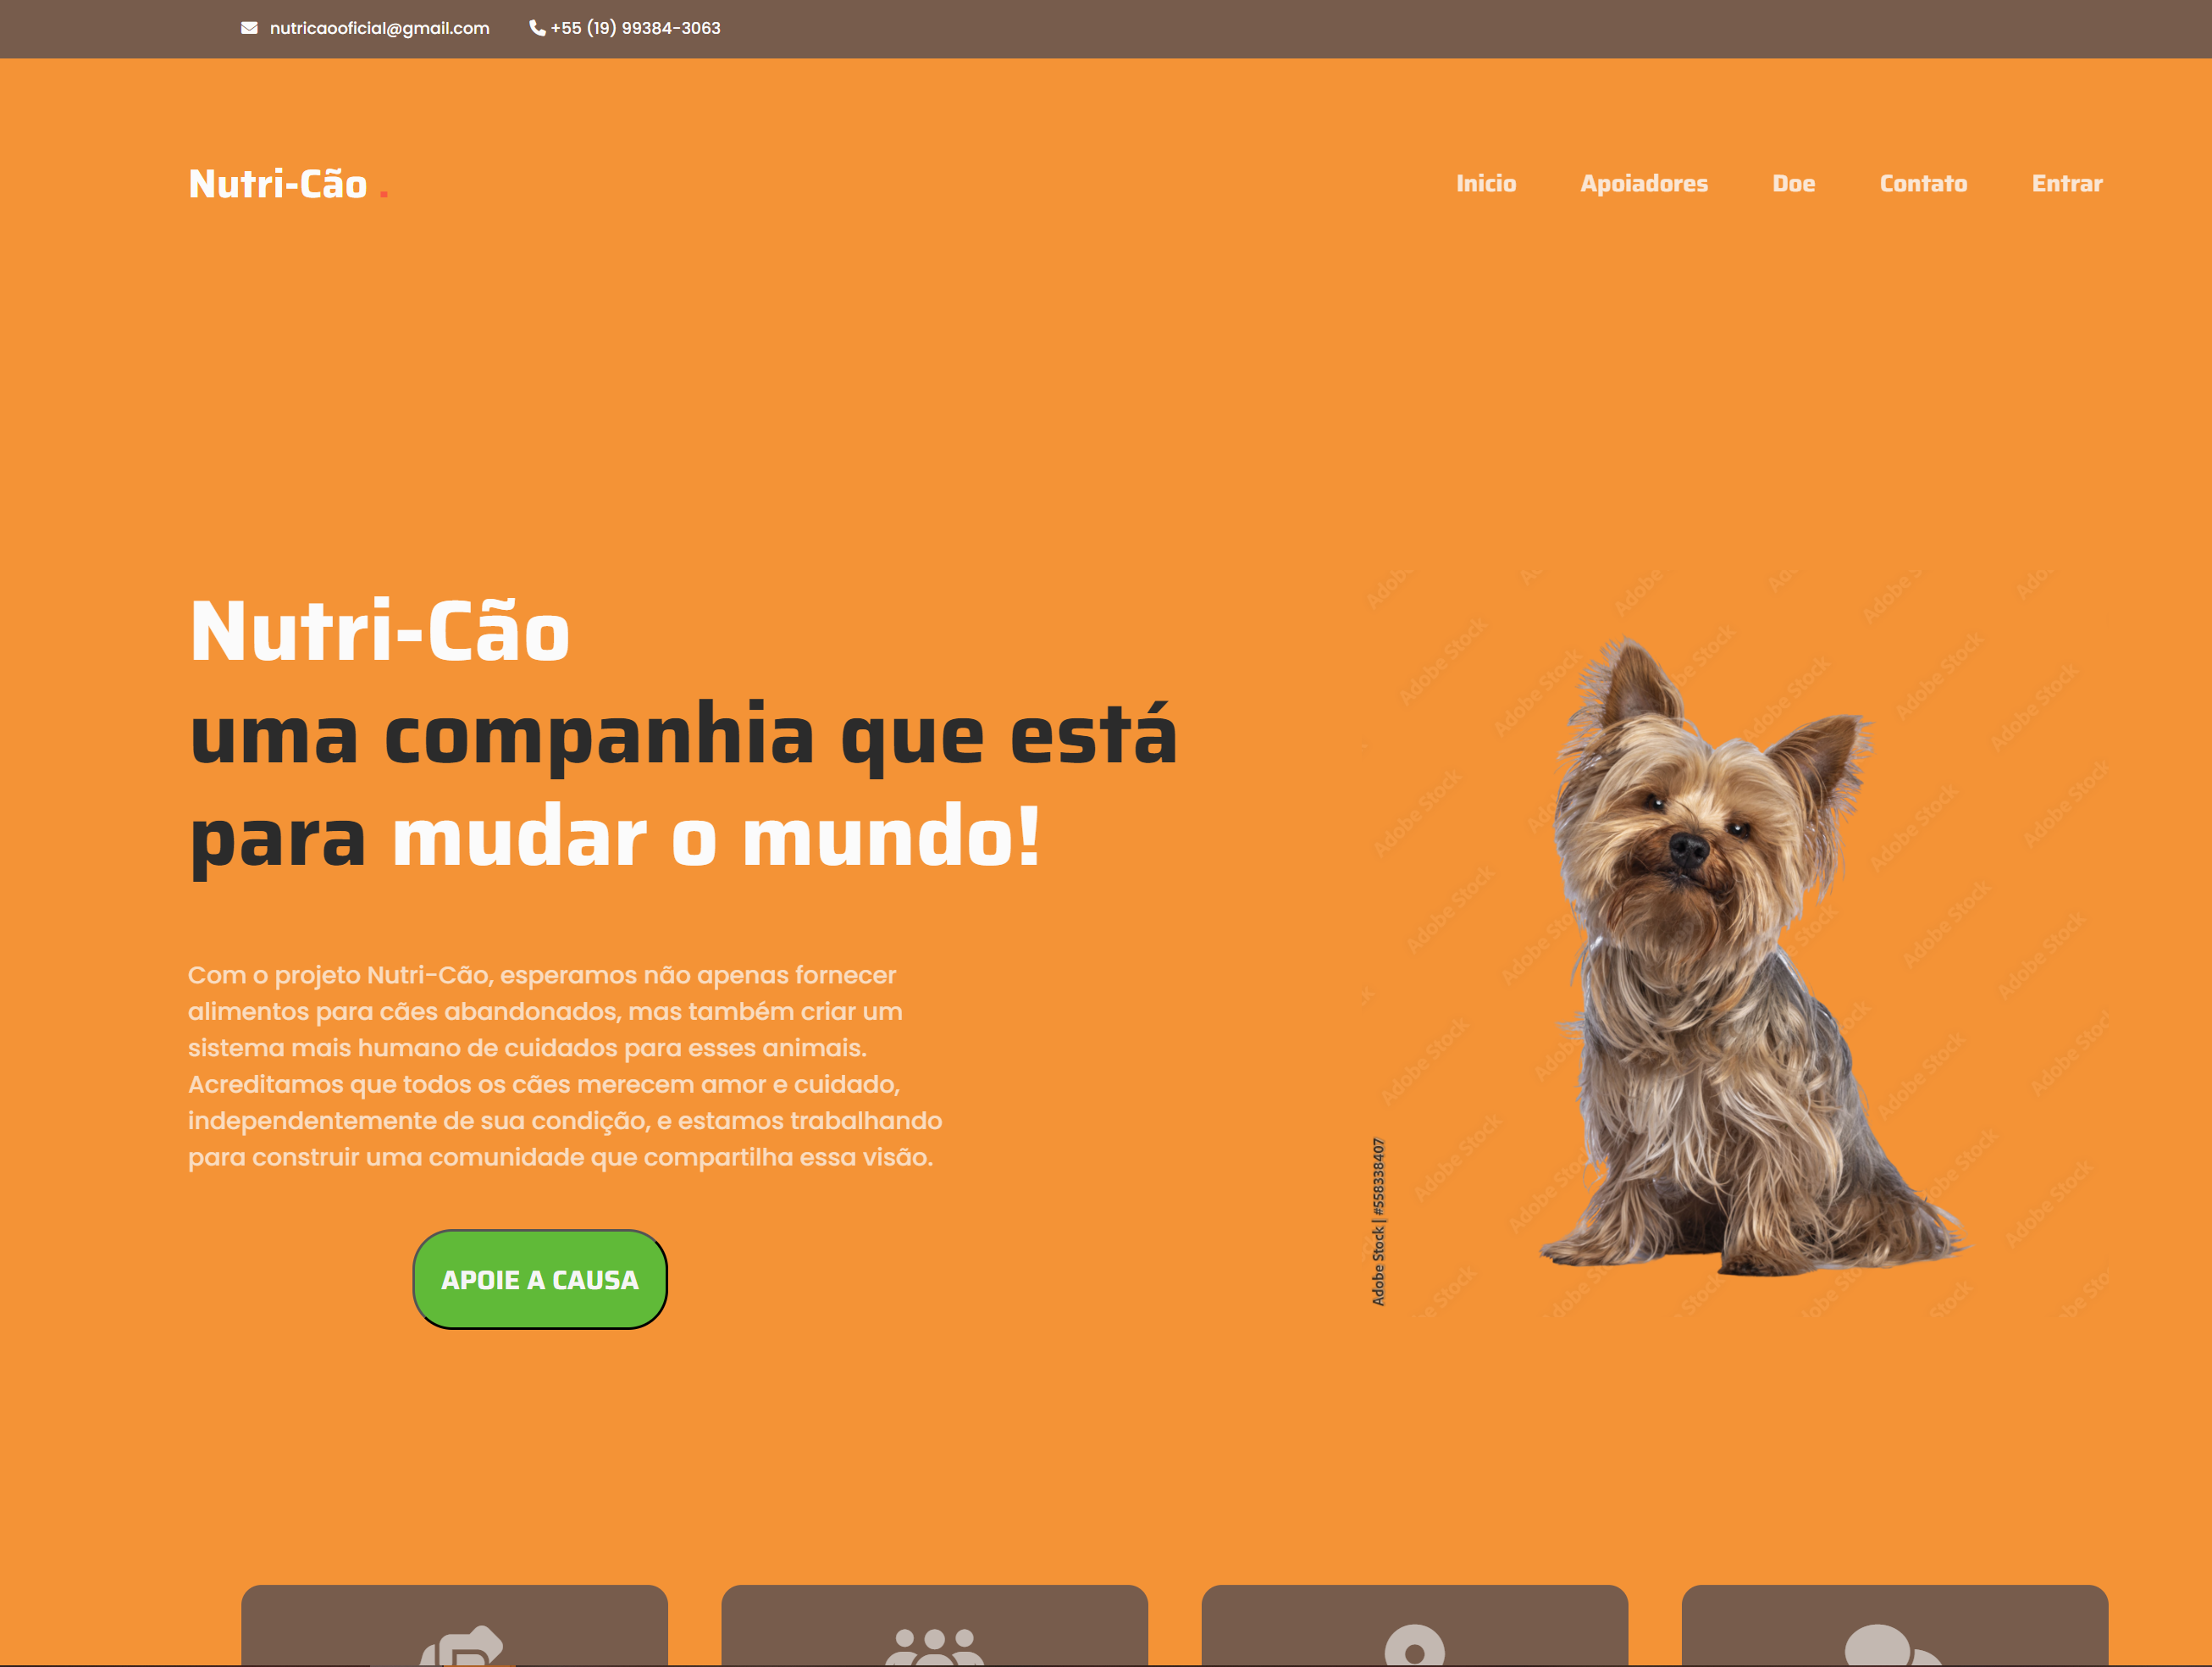 nutricaooficial@gmail.com +55 (19) 99384-3063
Nutri-Cão .
Inicio Apoiadores Doe Contato Entrar
Nutri-Cão
uma companhia que está
para mudar o mundo!
Com o projeto Nutri-Cão, esperamos não apenas fornecer
alimentos para cães abandonados, mas também criar um
sistema mais humano de cuidados para esses animais.
Acreditamos que todos os cães merecem amor e cuidado,
independentemente de sua condição, e estamos trabalhando
para construir uma comunidade que compartilha essa visão.
APOIE A CAUSA
Adobe Stock | #558338407
Adobe Stock